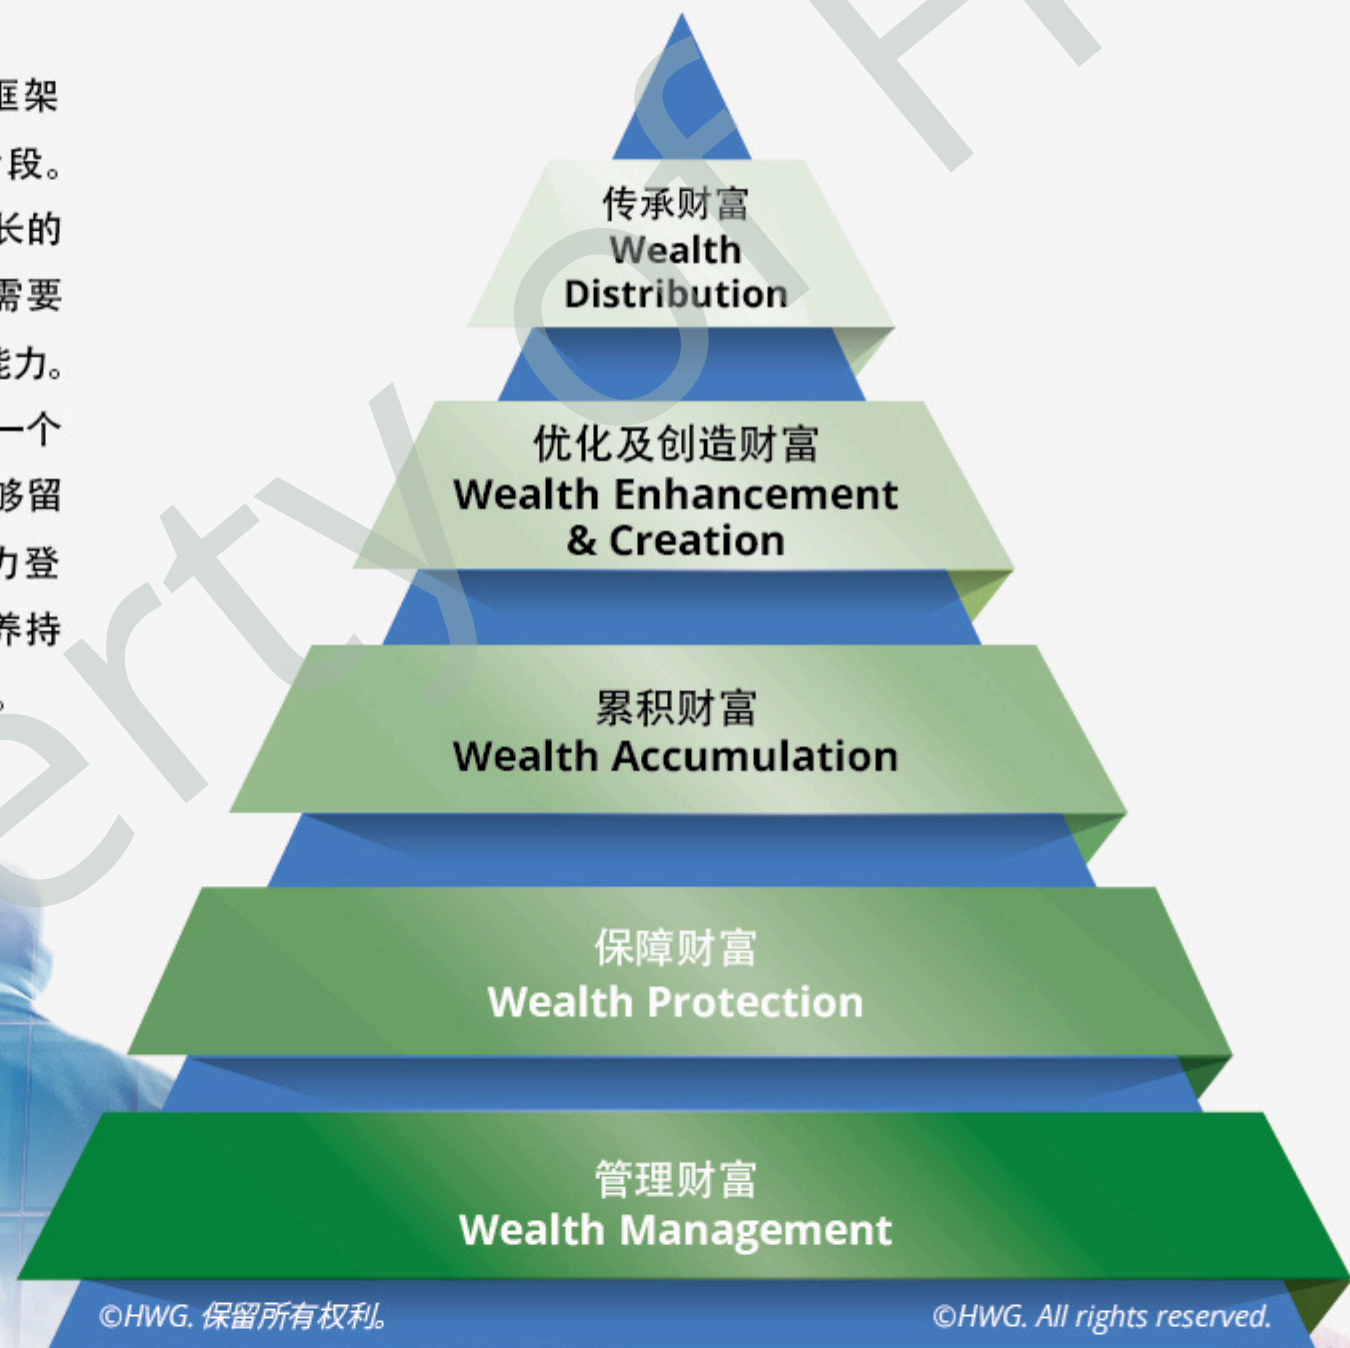 框架
段。
长的
需要
能力。
一个
够留
力登
养持
。
传承财富
Wealth
Distribution
优化及创造财富
Wealth Enhancement
& Creation
累积财富
Wealth Accumulation
保障财富
Wealth Protection
管理财富
Wealth Management
©HWG. 保留所有权利。
©HWG. All rights reserved.
erty of H